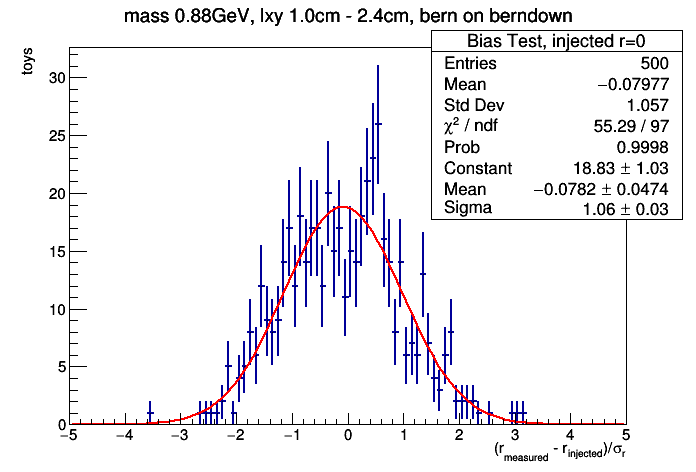 mass 0.88GeV, lxy 1.0cm - 2.4cm, bern on berndown
toys
Bias Test, injected r=0
Entries 500
Mean −0.07977
Std Dev 1.057
χ² / ndf 55.29 / 97
Prob 0.9998
Constant 18.83 ± 1.03
Mean −0.0782 ± 0.0474
Sigma 1.06 ± 0.03
30
25
20
15
10
5
0
−5 −4 −3 −2 −1 0 1 2 3 4 5
(r_measured - r_injected)/σ_r